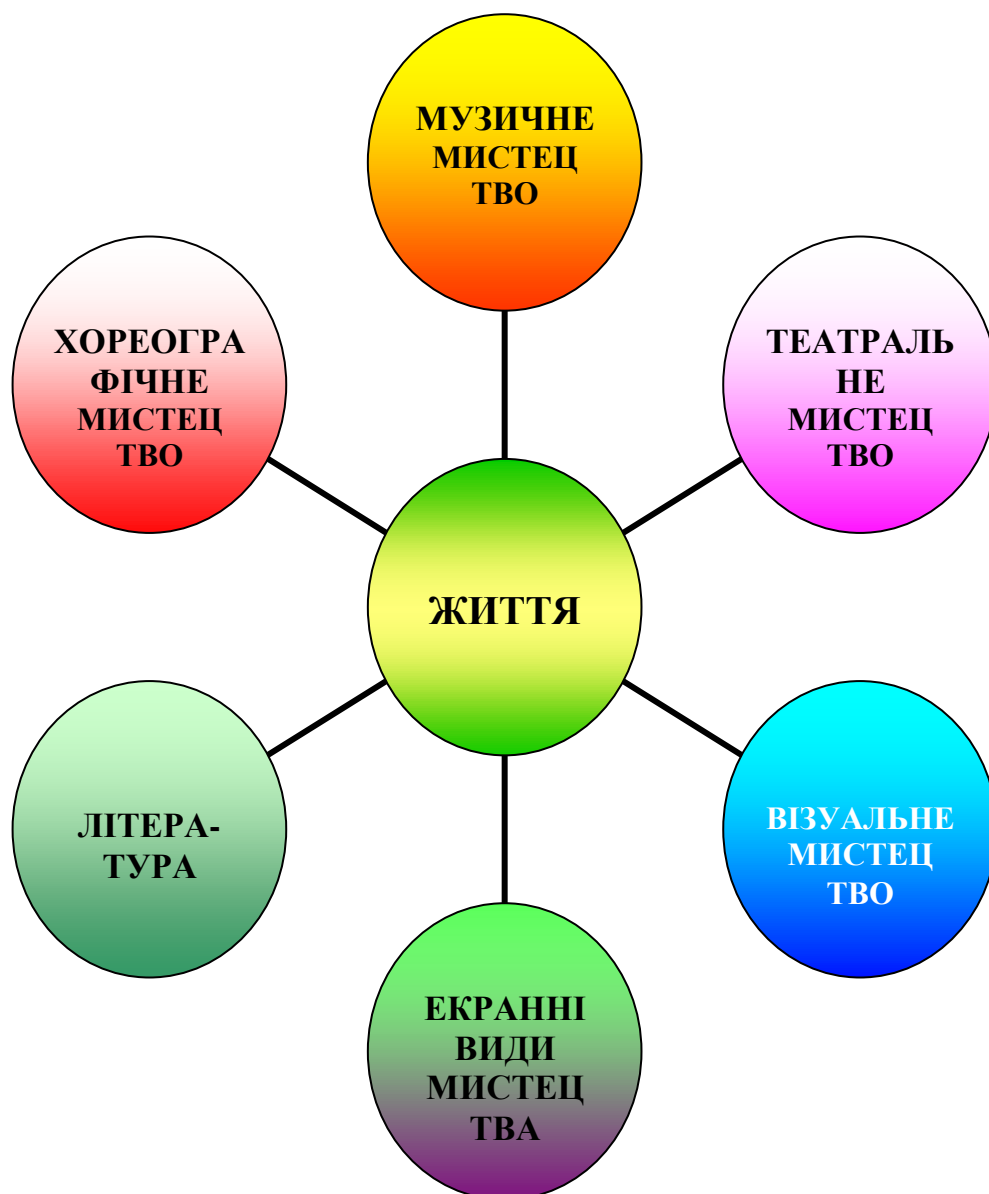 МУЗИЧНЕ
МИСТЕЦ
ТВО
ХОРЕОГРА
ФІЧНЕ
МИСТЕЦ
ТВО
ТЕАТРАЛЬ
НЕ
МИСТЕЦ
ТВО
ЖИТТЯ
ЛІТЕРА-
ТУРА
ВІЗУАЛЬНЕ
МИСТЕЦ
ТВО
ЕКРАННІ
ВИДИ
МИСТЕЦ
ТВА